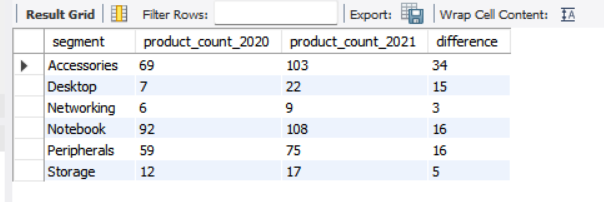 Result Grid Filter Rows: Export: Wrap Cell Content: IA
segment product_count_2020 product_count_2021 difference
Accessories 69 103 34
Desktop 7 22 15
Networking 6 9 3
Notebook 92 108 16
Peripherals 59 75 16
Storage 12 17 5